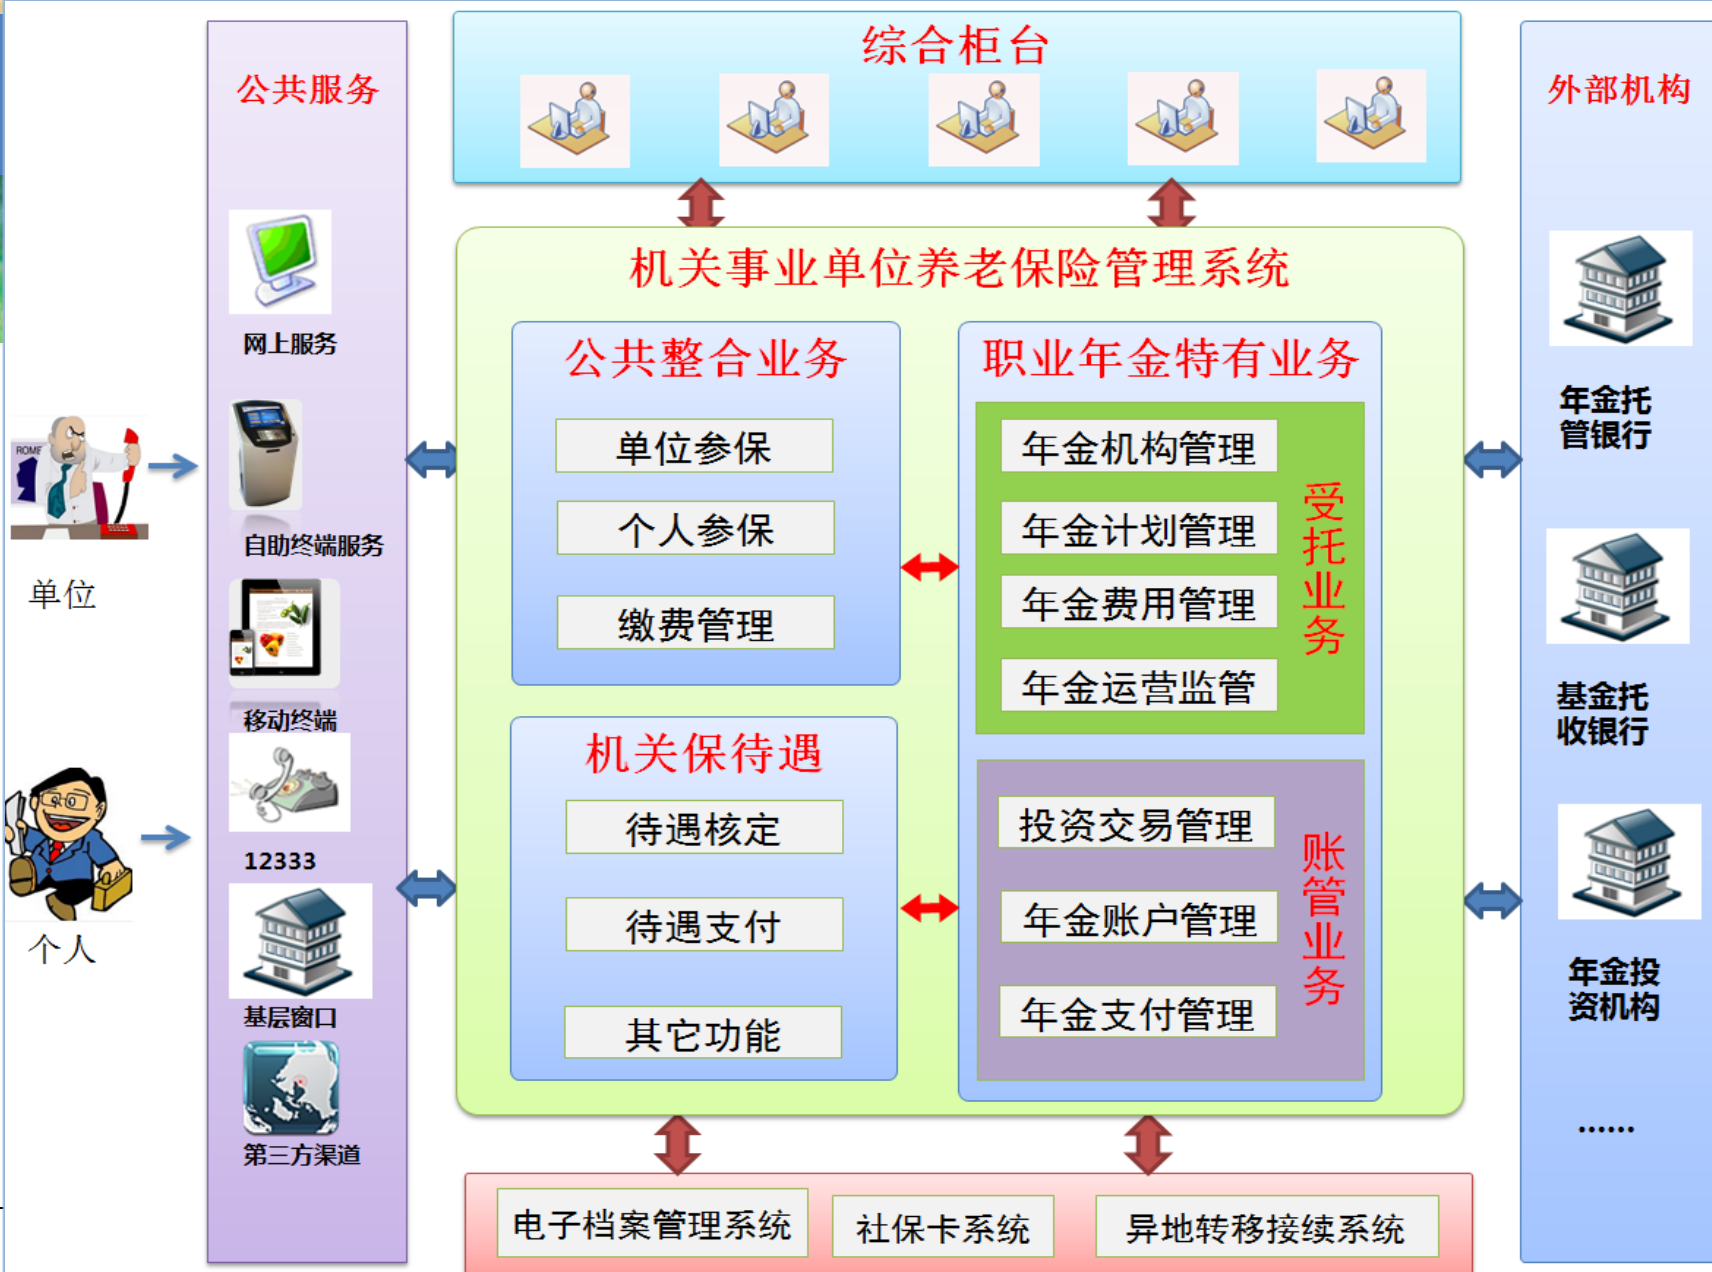 综合柜台
公共服务
外部机构
网上服务
自助终端服务
移动终端
12333
基层窗口
第三方渠道
ROME
单位
个人
机关事业单位养老保险管理系统
公共整合业务
单位参保
个人参保
缴费管理
机关保待遇
待遇核定
待遇支付
其它功能
职业年金特有业务
年金机构管理
年金计划管理
年金费用管理
年金运营监管
受托业务
投资交易管理
年金账户管理
年金支付管理
账管业务
年金托
管银行
基金托
收银行
年金投
资机构
......
电子档案管理系统
社保卡系统
异地转移接续系统